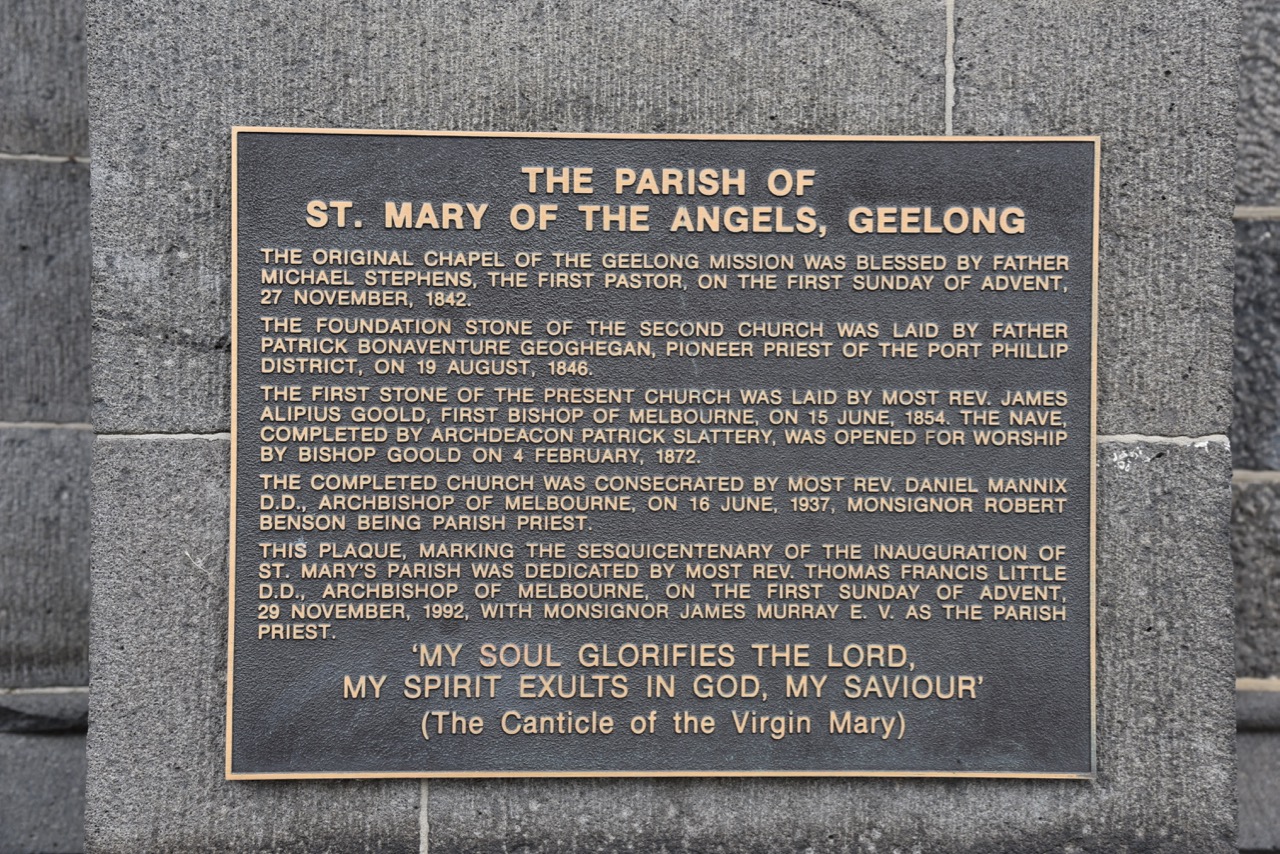 THE PARISH OF
ST. MARY OF THE ANGELS, GEELONG
THE ORIGINAL CHAPEL OF THE GEELONG MISSION WAS BLESSED BY FATHER
MICHAEL STEPHENS, THE FIRST PASTOR, ON THE FIRST SUNDAY OF ADVENT,
27 NOVEMBER, 1842.
THE FOUNDATION STONE OF THE SECOND CHURCH WAS LAID BY FATHER
PATRICK BONAVENTURE GEOGHEGAN, PIONEER PRIEST OF THE PORT PHILLIP
DISTRICT, ON 19 AUGUST, 1846.
THE FIRST STONE OF THE PRESENT CHURCH WAS LAID BY MOST REV. JAMES
ALIPIUS GOOLD, FIRST BISHOP OF MELBOURNE, ON 15 JUNE, 1854. THE NAVE,
COMPLETED BY ARCHDEACON PATRICK SLATTERY, WAS OPENED FOR WORSHIP
BY BISHOP GOOLD ON 4 FEBRUARY, 1872.
THE COMPLETED CHURCH WAS CONSECRATED BY MOST REV. DANIEL MANNIX
D.D., ARCHBISHOP OF MELBOURNE, ON 16 JUNE, 1937, MONSIGNOR ROBERT
BENSON BEING PARISH PRIEST.
THIS PLAQUE, MARKING THE SESQUICENTENARY OF THE INAUGURATION OF
ST. MARY'S PARISH WAS DEDICATED BY MOST REV. THOMAS FRANCIS LITTLE
D.D., ARCHBISHOP OF MELBOURNE, ON THE FIRST SUNDAY OF ADVENT,
29 NOVEMBER, 1992, WITH MONSIGNOR JAMES MURRAY E. V. AS THE PARISH
PRIEST.
‘MY SOUL GLORIFIES THE LORD,
MY SPIRIT EXULTS IN GOD, MY SAVIOUR’
(The Canticle of the Virgin Mary)